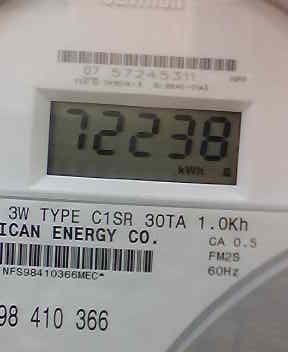 07 57245311
72238
kWh
3W TYPE C1SR 30TA 1.0Kh
ICAN ENERGY CO.
CA 0.5
FM2S
60Hz
NFS98410366MEC*
98 410 366